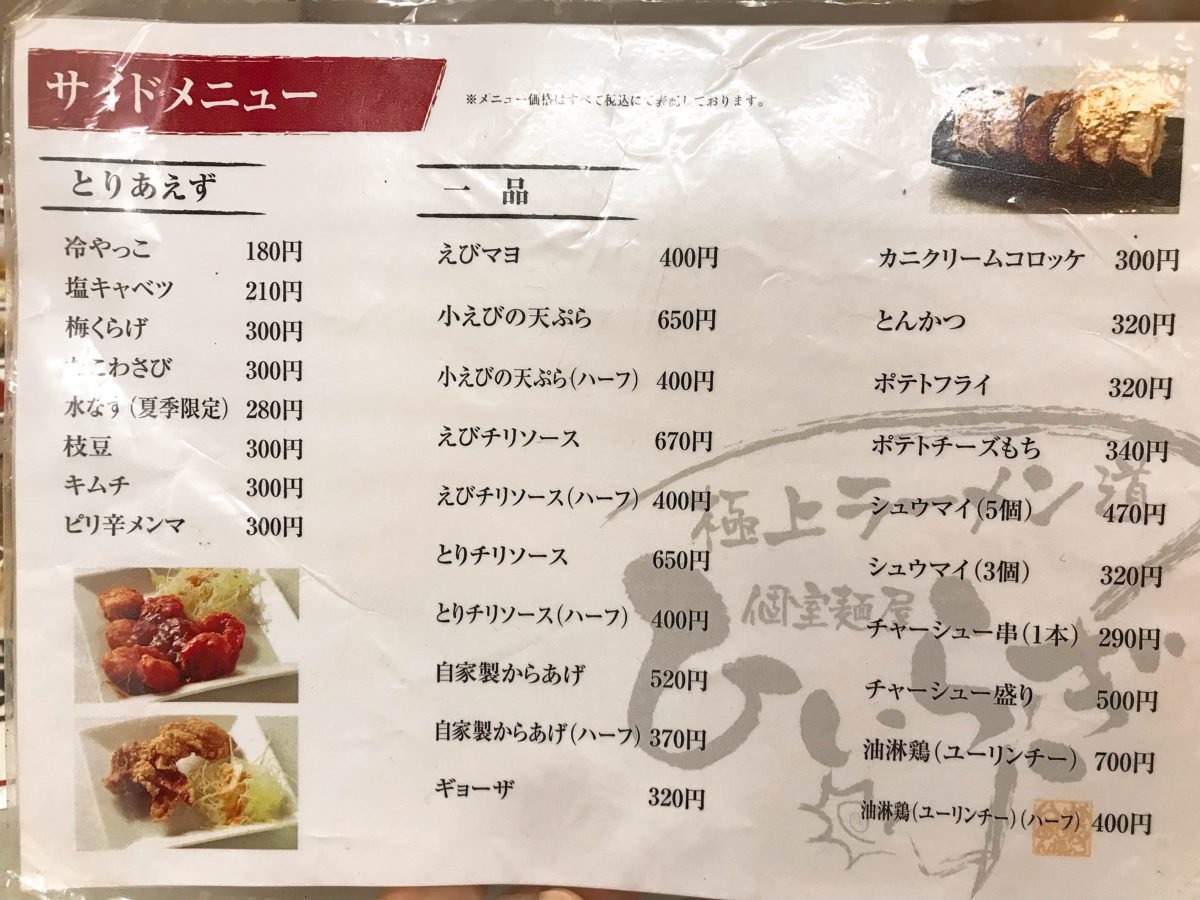 サイドメニュー
※メニュー価格はすべて税込にて表記しております。
とりあえず
冷やっこ 180円
塩キャベツ 210円
梅くらげ 300円
たこわさび 300円
水なす(夏季限定) 280円
枝豆 300円
キムチ 300円
ピリ辛メンマ 300円
一品
えびマヨ 400円
小えびの天ぷら 650円
小えびの天ぷら(ハーフ) 400円
えびチリソース 670円
えびチリソース(ハーフ) 400円
とりチリソース 650円
とりチリソース(ハーフ) 400円
自家製からあげ 520円
自家製からあげ(ハーフ) 370円
ギョーザ 320円
カニクリームコロッケ 300円
とんかつ 320円
ポテトフライ 320円
ポテトチーズもち 340円
シュウマイ(5個) 470円
シュウマイ(3個) 320円
チャーシュー串(1本) 290円
チャーシュー盛り 500円
油淋鶏(ユーリンチー) 700円
油淋鶏(ユーリンチー)(ハーフ) 400円
極上ラーメン道
個室麺屋
ひいらぎ